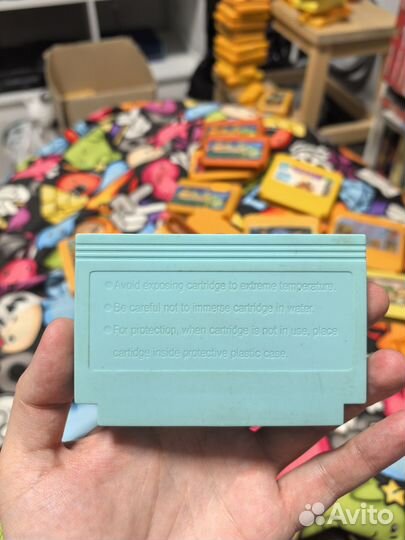 Avoid exposing cartridge to extreme temperature.
Be careful not to immerse cartridge in water.
For protection, when cartridge is not in use, place
cartidge inside protective plastic case.
Avito